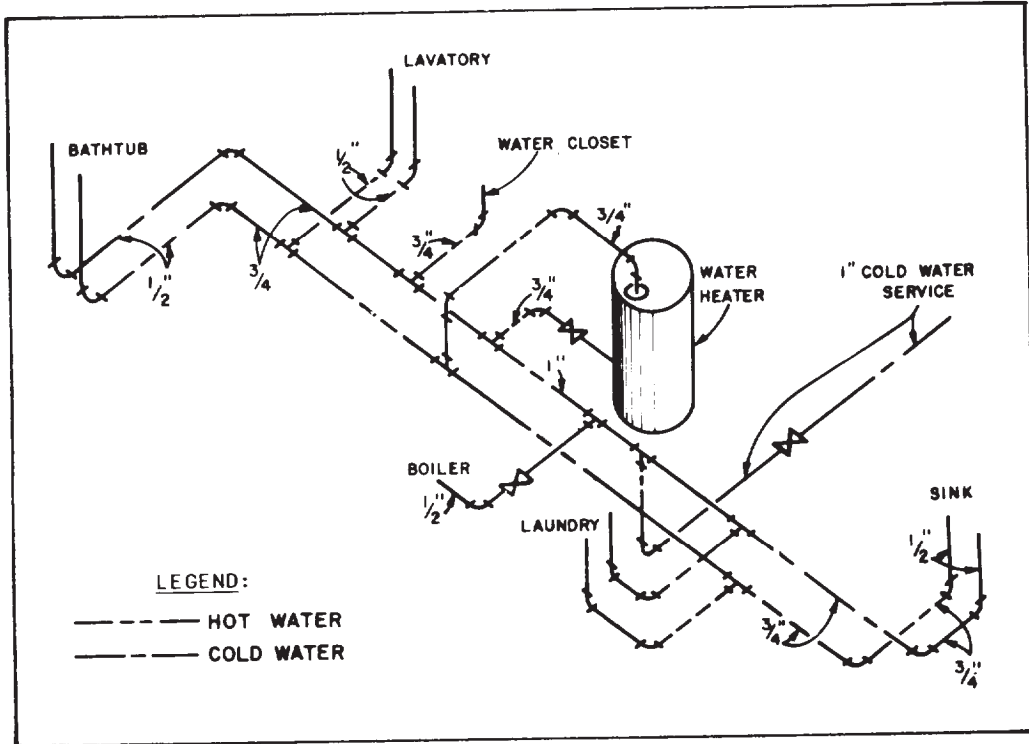 LAVATORY
BATHTUB
1/2"
WATER CLOSET
3/4"
3/4"
WATER
HEATER
1" COLD WATER
SERVICE
1/2"
3/4
3/4"
1"
BOILER
1/2"
LAUNDRY
SINK
1/2"
LEGEND:
HOT WATER
COLD WATER
3/4"
3/4"